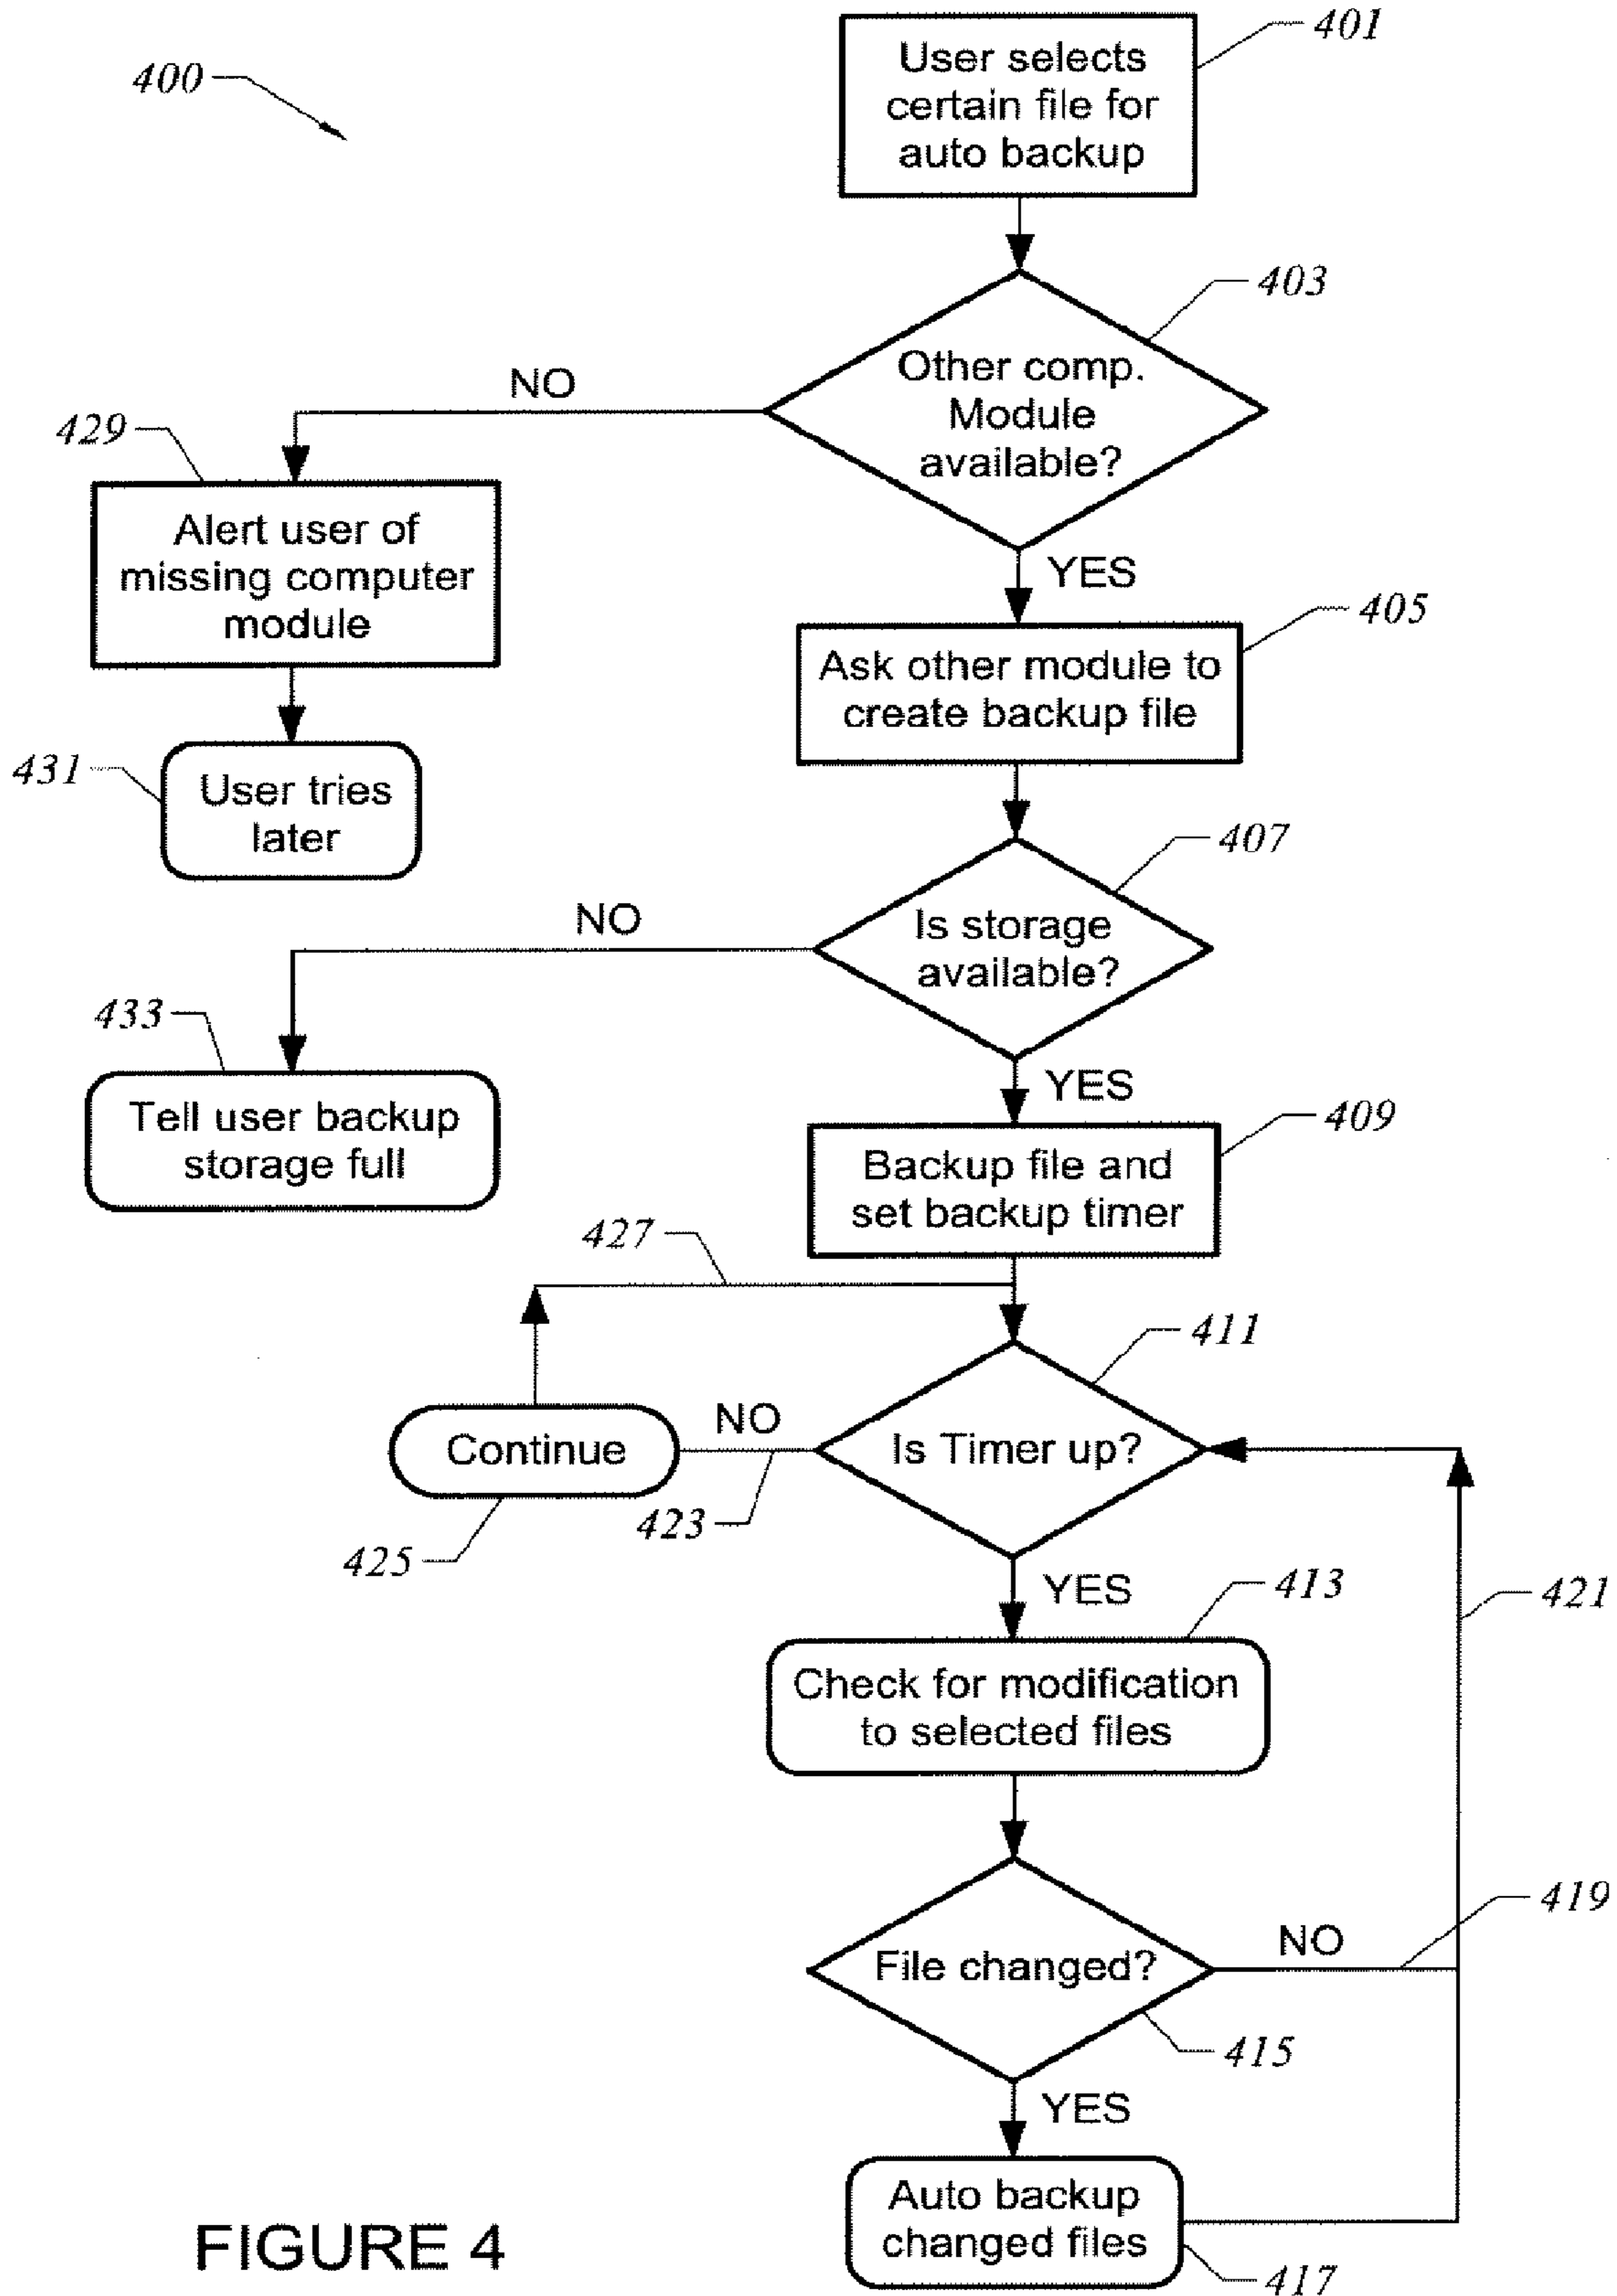 400
401
User selects
certain file for
auto backup
403
Other comp.
Module
available?
NO
YES
429
Alert user of
missing computer
module
405
Ask other module to
create backup file
431
User tries
later
407
Is storage
available?
NO
YES
433
Tell user backup
storage full
409
Backup file and
set backup timer
427
411
Is Timer up?
NO
Continue
423
425
YES
413
421
Check for modification
to selected files
419
File changed?
NO
415
YES
Auto backup
changed files
417
FIGURE 4